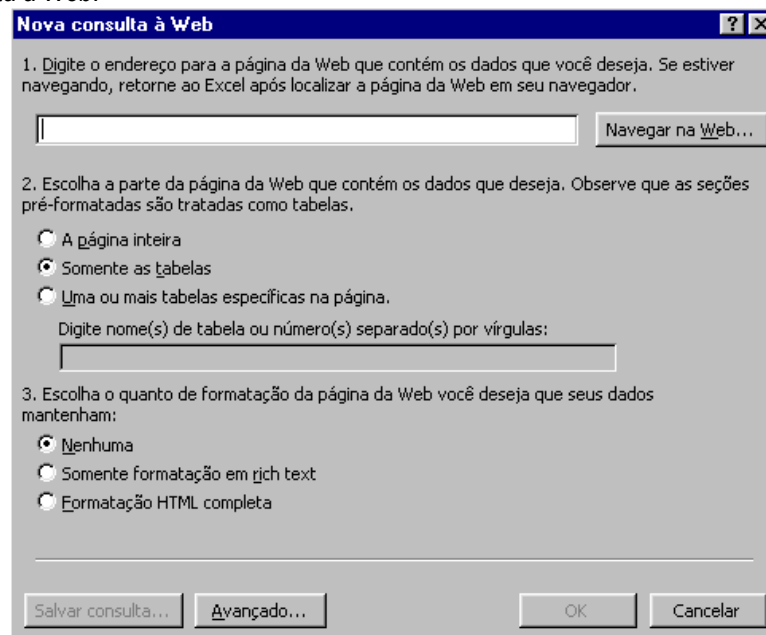 Nova consulta à Web
1. Digite o endereço para a página da Web que contém os dados que você deseja. Se estiver
navegando, retorne ao Excel após localizar a página da Web em seu navegador.
Navegar na Web...
2. Escolha a parte da página da Web que contém os dados que deseja. Observe que as seções
pré-formatadas são tratadas como tabelas.
A página inteira
Somente as tabelas
Uma ou mais tabelas específicas na página.
Digite nome(s) de tabela ou número(s) separado(s) por vírgulas:
3. Escolha o quanto de formatação da página da Web você deseja que seus dados
mantenham:
Nenhuma
Somente formatação em rich text
Formatação HTML completa
Salvar consulta... Avançado... OK Cancelar